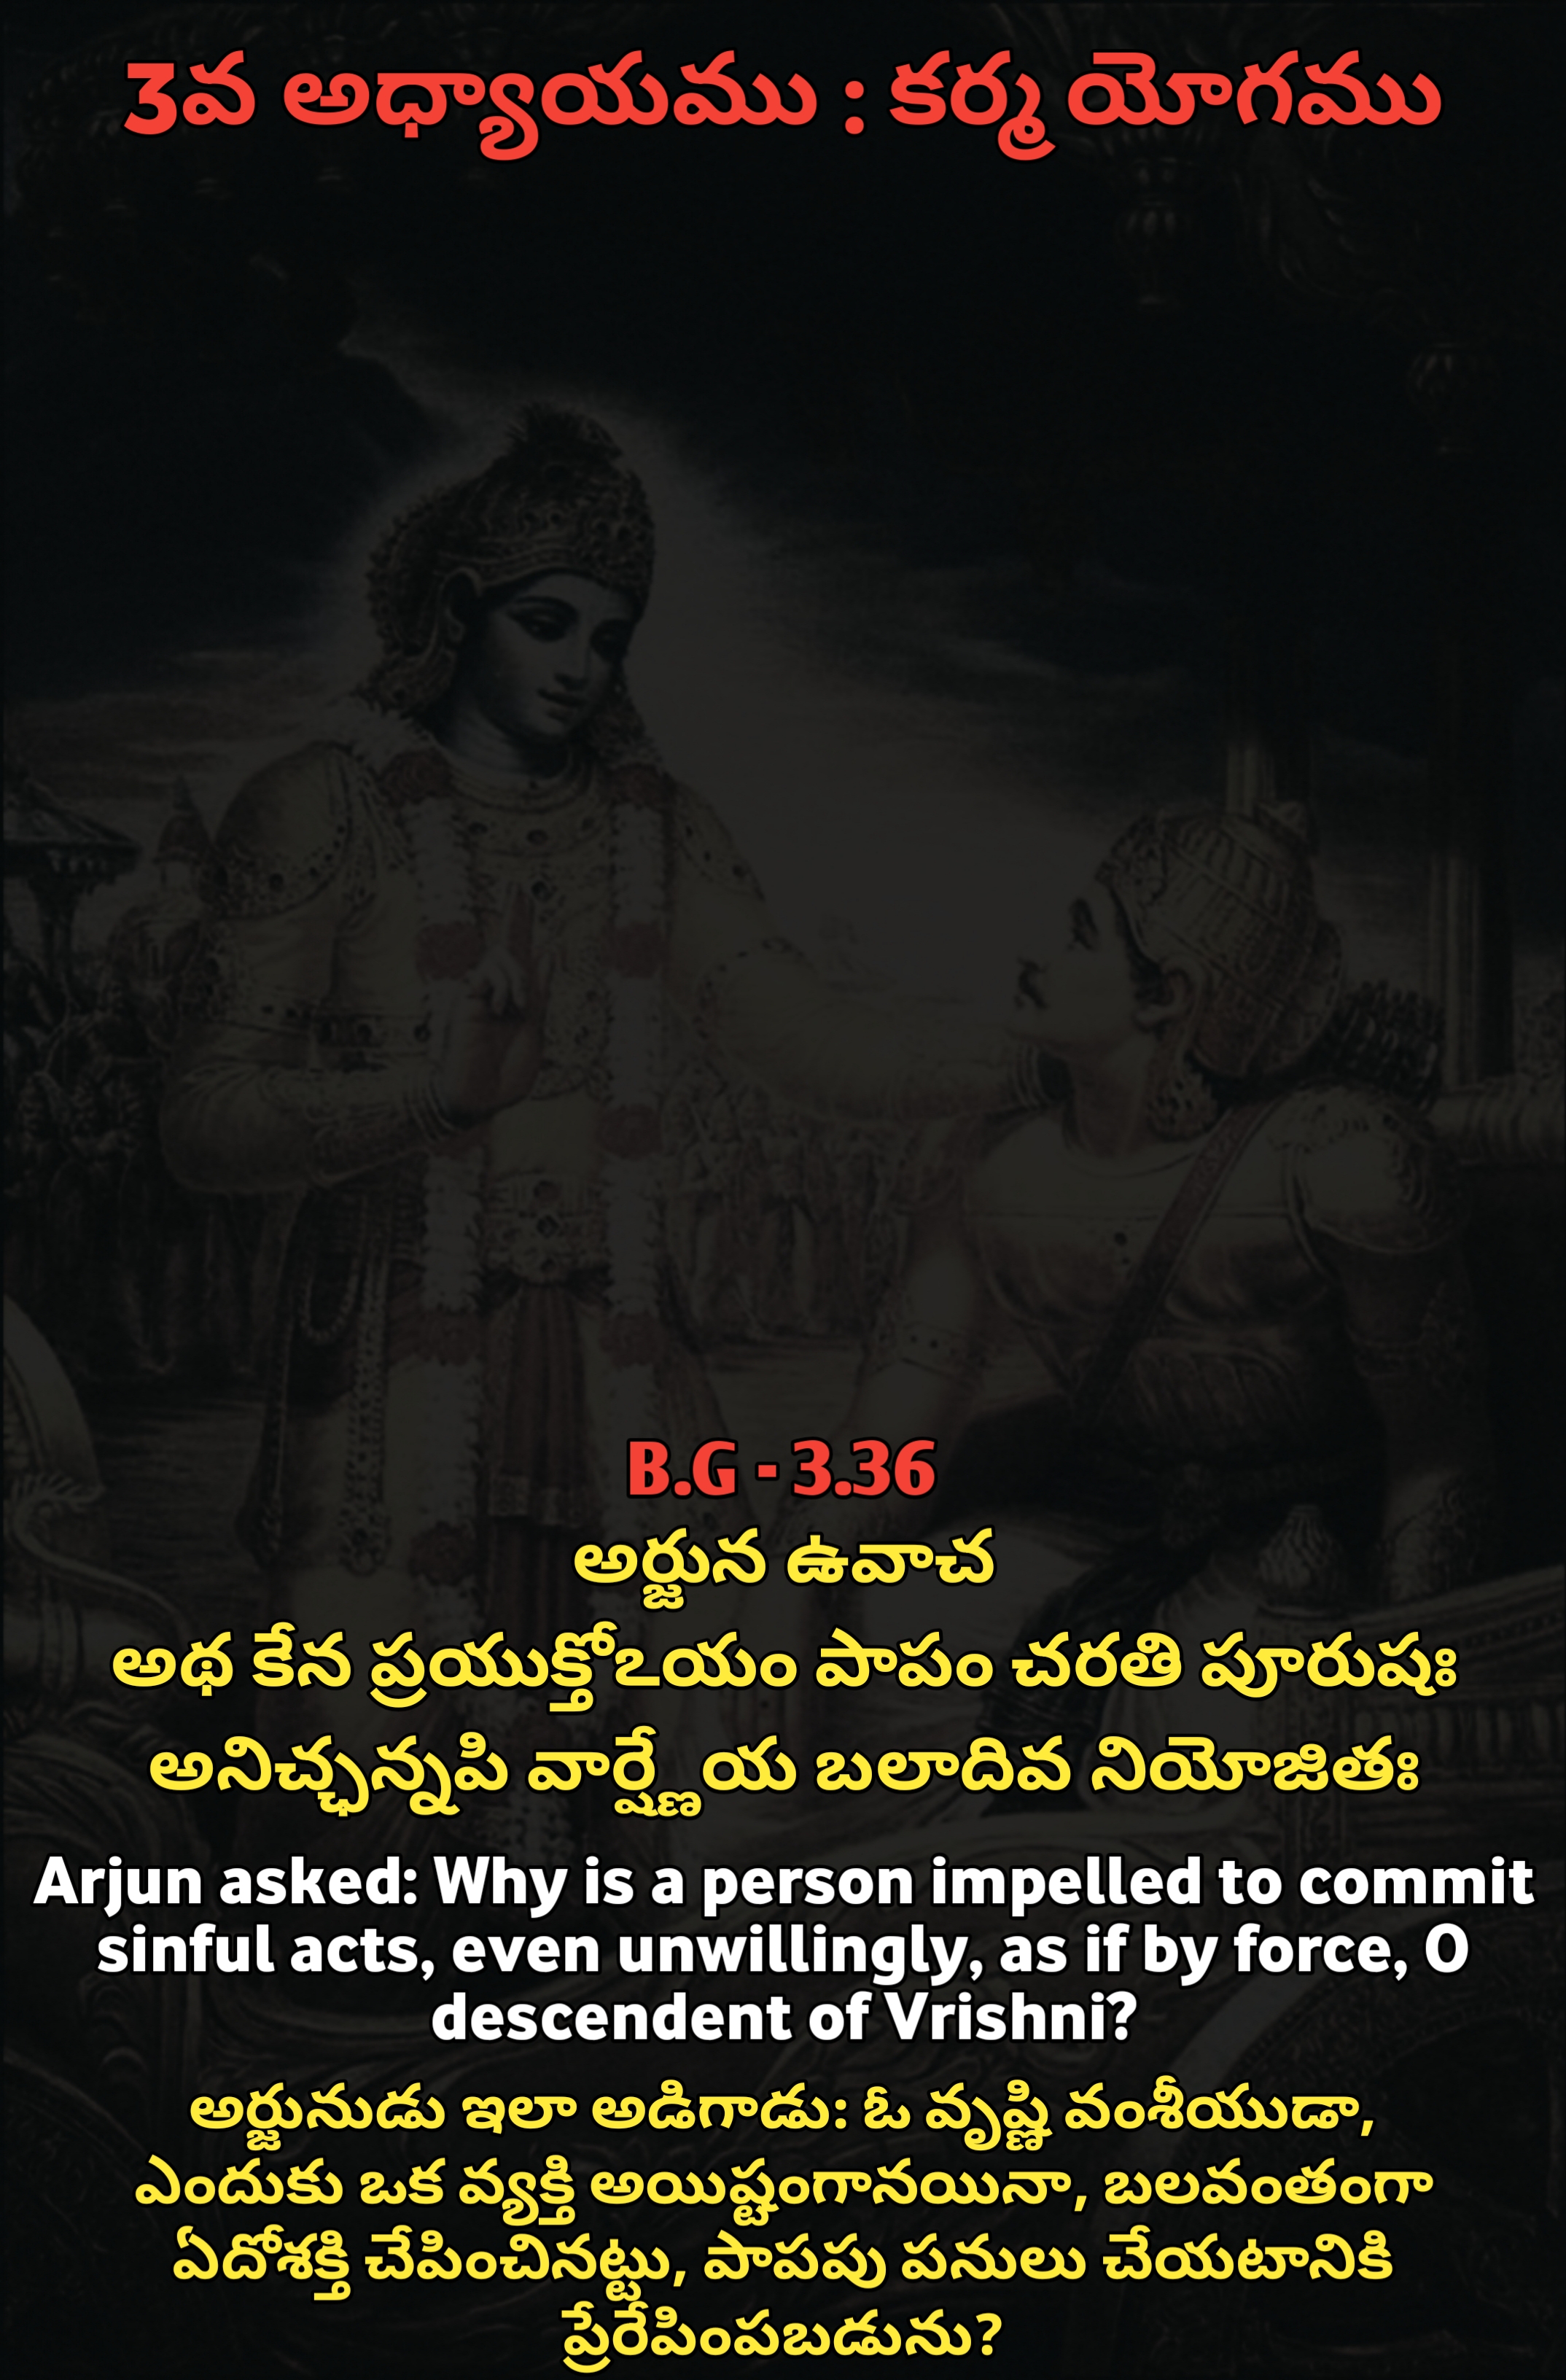 3వ అధ్యాయము : కర్మ యోగము
B.G - 3.36
అర్జున ఉవాచ
అథ కేన ప్రయుక్తోఽయం పాపం చరతి పూరుషః
అనిచ్ఛన్నపి వార్ష్ణేయ బలాదివ నియోజితః
Arjun asked: Why is a person impelled to commit
sinful acts, even unwillingly, as if by force, O
descendent of Vrishni?
అర్జునుడు ఇలా అడిగాడు: ఓ వృష్ణి వంశీయుడా,
ఎందుకు ఒక వ్యక్తి అయిష్టంగానయినా, బలవంతంగా
ఏదోశక్తి చేపించినట్టు, పాపపు పనులు చేయటానికి
ప్రేరేపింపబడును?